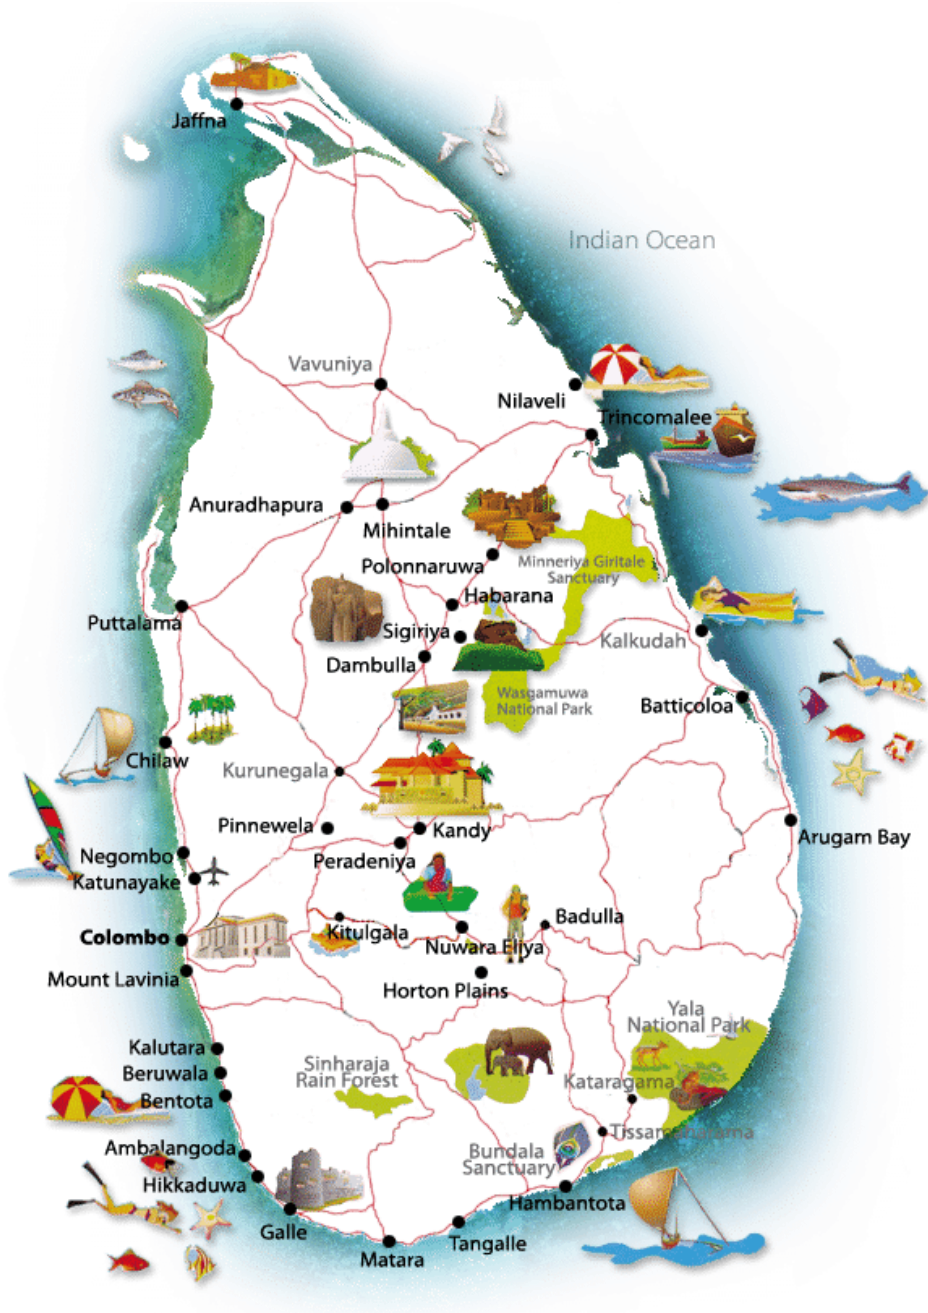 Jaffna
Indian Ocean
Vavuniya
Nilaveli
Trincomalee
Anuradhapura
Mihintale
Polonnaruwa
Minneriya Giritale
Sanctuary
Habarana
Puttalama
Sigiriya
Kalkudah
Dambulla
Wasgamuwa
National Park
Batticoloa
Chilaw
Kurunegala
Pinnewela
Kandy
Arugam Bay
Negombo
Peradeniya
Katunayake
Badulla
Kitulgala
Colombo
Nuwara Eliya
Mount Lavinia
Horton Plains
Yala
National Park
Kalutara
Sinharaja
Rain Forest
Beruwala
Kataragama
Bentota
Tissamaharama
Ambalangoda
Bundala
Sanctuary
Hikkaduwa
Hambantota
Galle
Tangalle
Matara